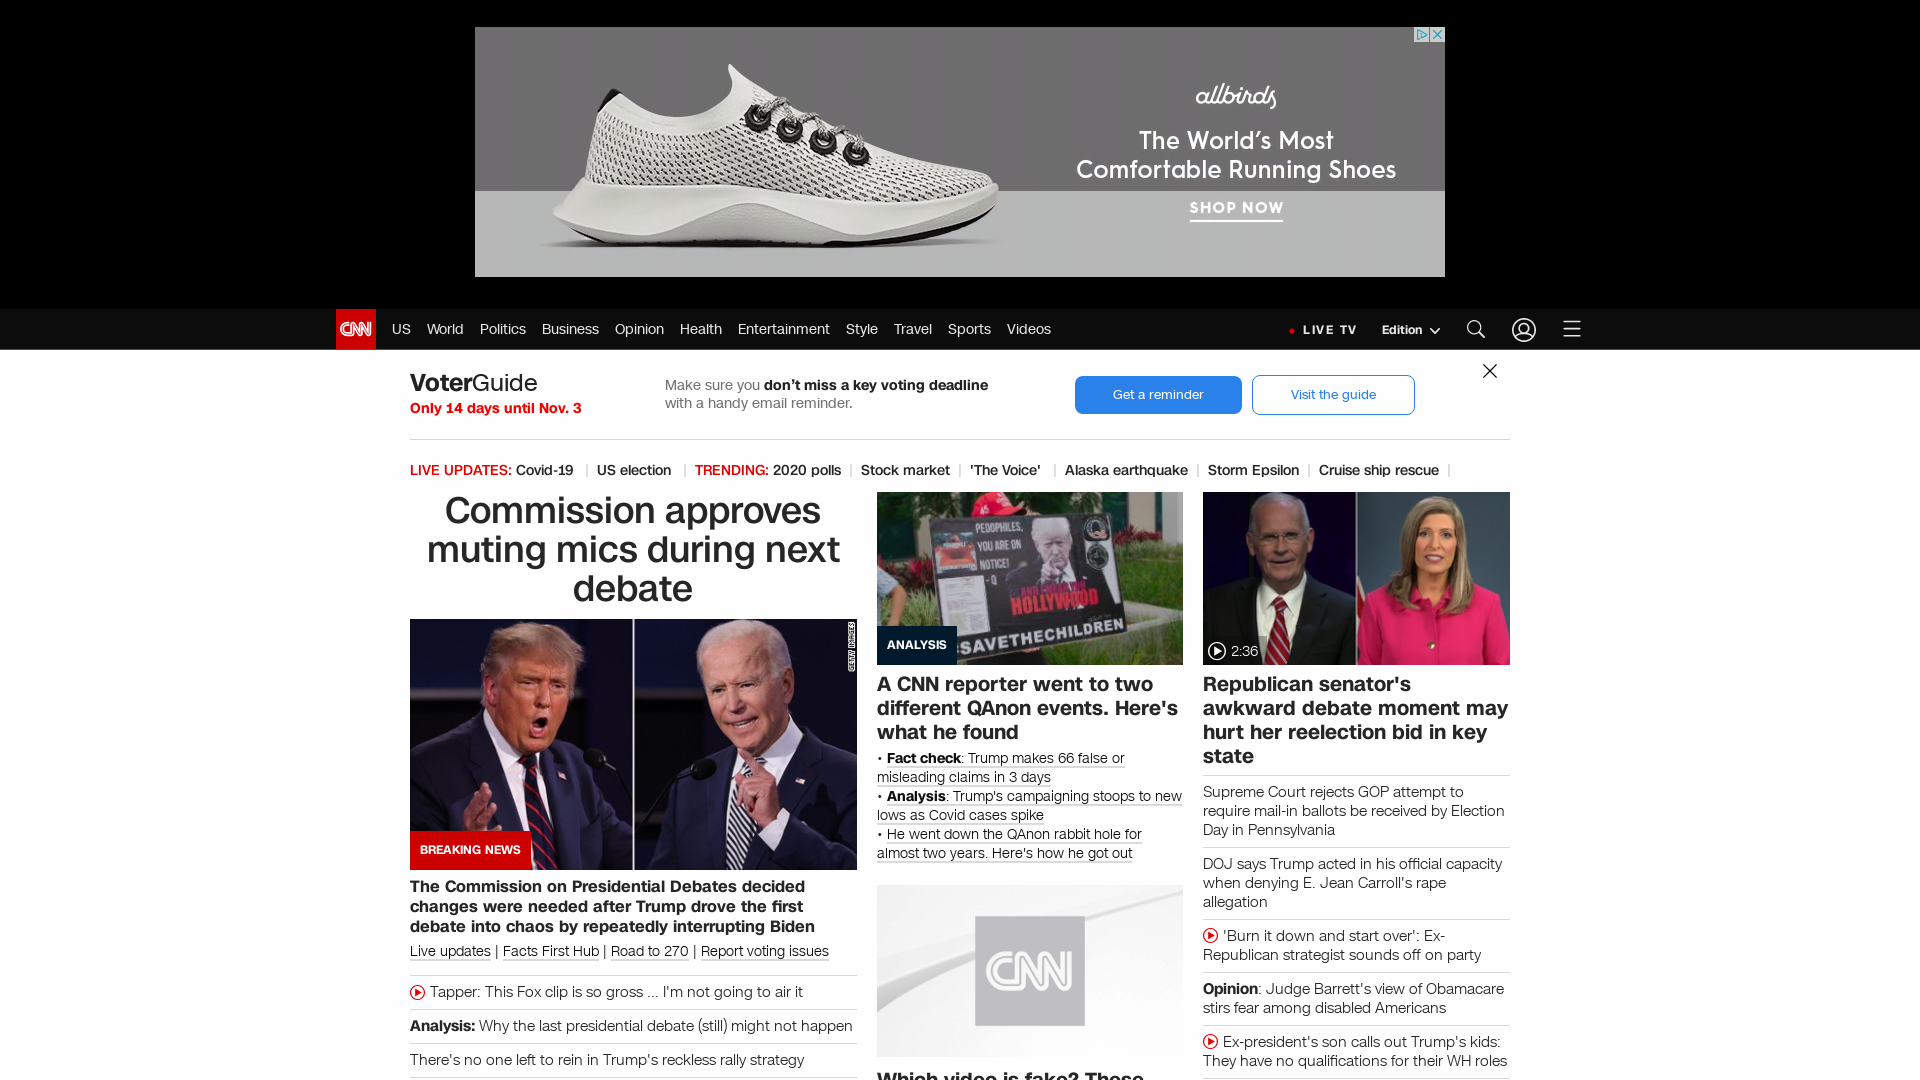 allbirds
The World's Most
Comfortable Running Shoes
SHOP NOW
CNN
US
World
Politics
Business
Opinion
Health
Entertainment
Style
Travel
Sports
Videos
LIVE TV
Edition
VoterGuide
Only 14 days until Nov. 3
Make sure you don't miss a key voting deadline
with a handy email reminder.
Get a reminder
Visit the guide
LIVE UPDATES: Covid-19 | US election | TRENDING: 2020 polls | Stock market | 'The Voice' | Alaska earthquake | Storm Epsilon | Cruise ship rescue |
Commission approves
muting mics during next
debate
GETTY IMAGES
BREAKING NEWS
The Commission on Presidential Debates decided
changes were needed after Trump drove the first
debate into chaos by repeatedly interrupting Biden
Live updates | Facts First Hub | Road to 270 | Report voting issues
Tapper: This Fox clip is so gross ... I'm not going to air it
Analysis: Why the last presidential debate (still) might not happen
There's no one left to rein in Trump's reckless rally strategy
45
PEDOPHILES,
YOU ARE ON
NOTICE!
- Q
HOLLYWOOD
#SAVETHECHILDREN
ANALYSIS
A CNN reporter went to two
different QAnon events. Here's
what he found
• Fact check: Trump makes 66 false or
misleading claims in 3 days
• Analysis: Trump's campaigning stoops to new
lows as Covid cases spike
• He went down the QAnon rabbit hole for
almost two years. Here's how he got out
CNN
Which video is fake? These
2:36
Republican senator's
awkward debate moment may
hurt her reelection bid in key
state
Supreme Court rejects GOP attempt to
require mail-in ballots be received by Election
Day in Pennsylvania
DOJ says Trump acted in his official capacity
when denying E. Jean Carroll's rape
allegation
'Burn it down and start over': Ex-
Republican strategist sounds off on party
Opinion: Judge Barrett's view of Obamacare
stirs fear among disabled Americans
Ex-president's son calls out Trump's kids:
They have no qualifications for their WH roles